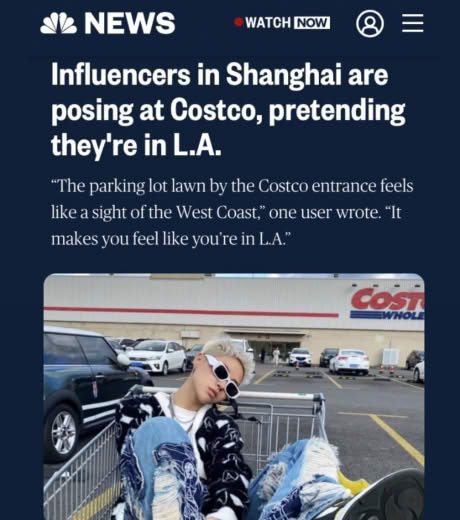 NEWS
WATCH NOW
Influencers in Shanghai are
posing at Costco, pretending
they're in L.A.
“The parking lot lawn by the Costco entrance feels
like a sight of the West Coast,” one user wrote. “It
makes you feel like you’re in L.A.”
COST
WHOLE